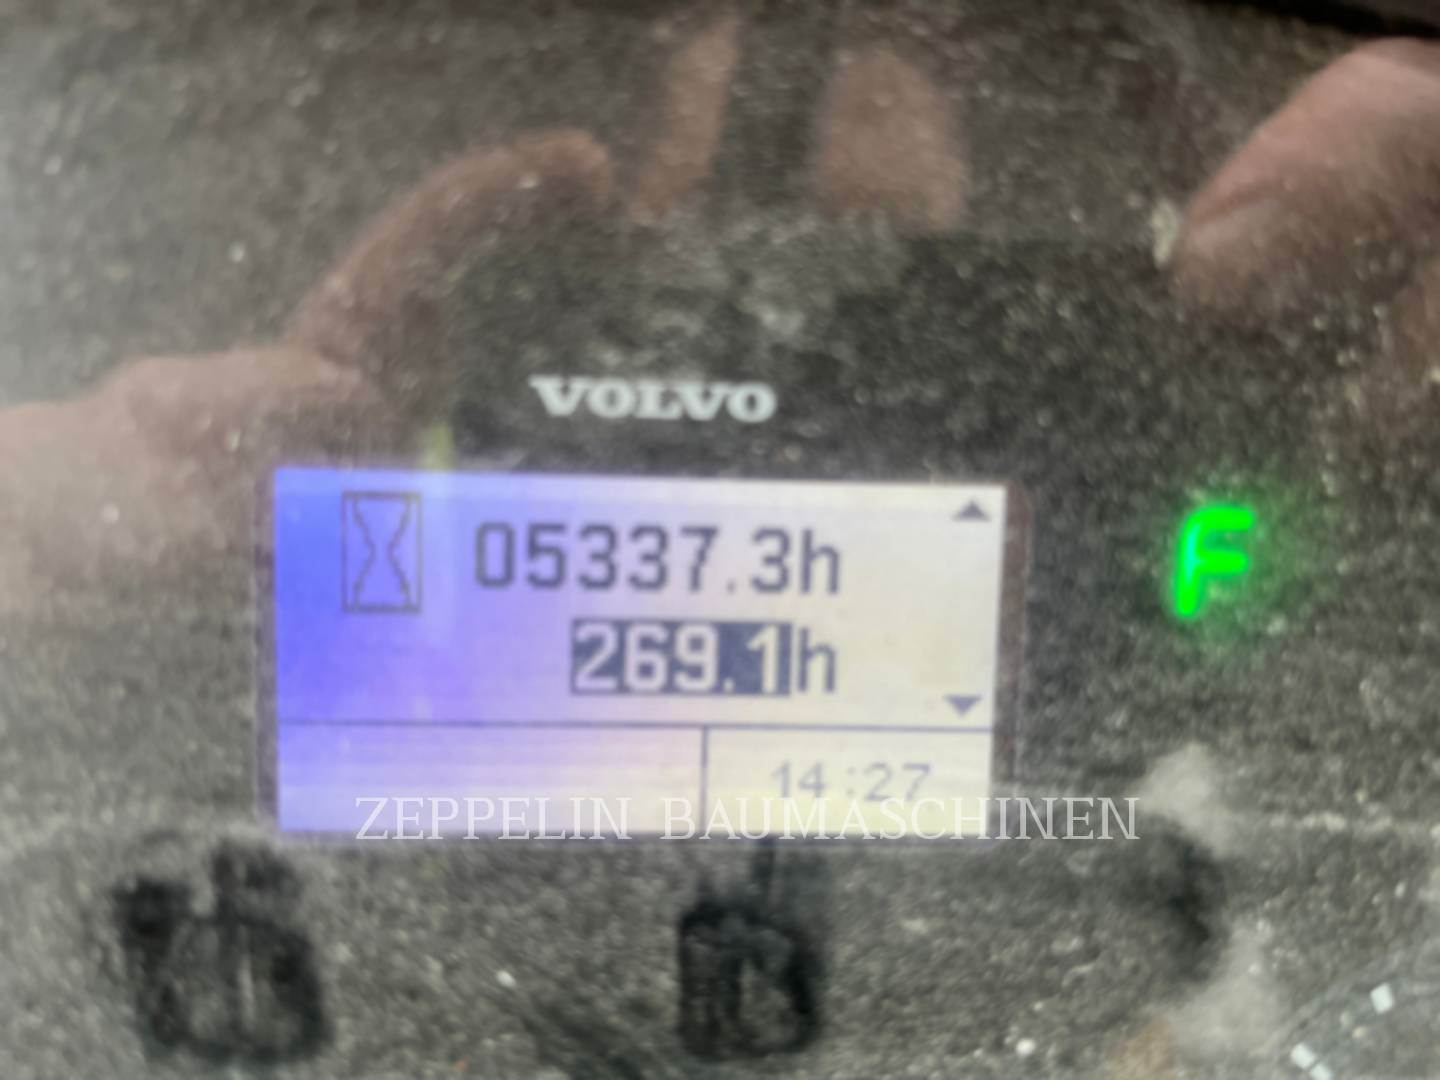 VOLVO
05337.3h
F
269.1h
14:27
ZEPPELIN BAUMASCHINEN